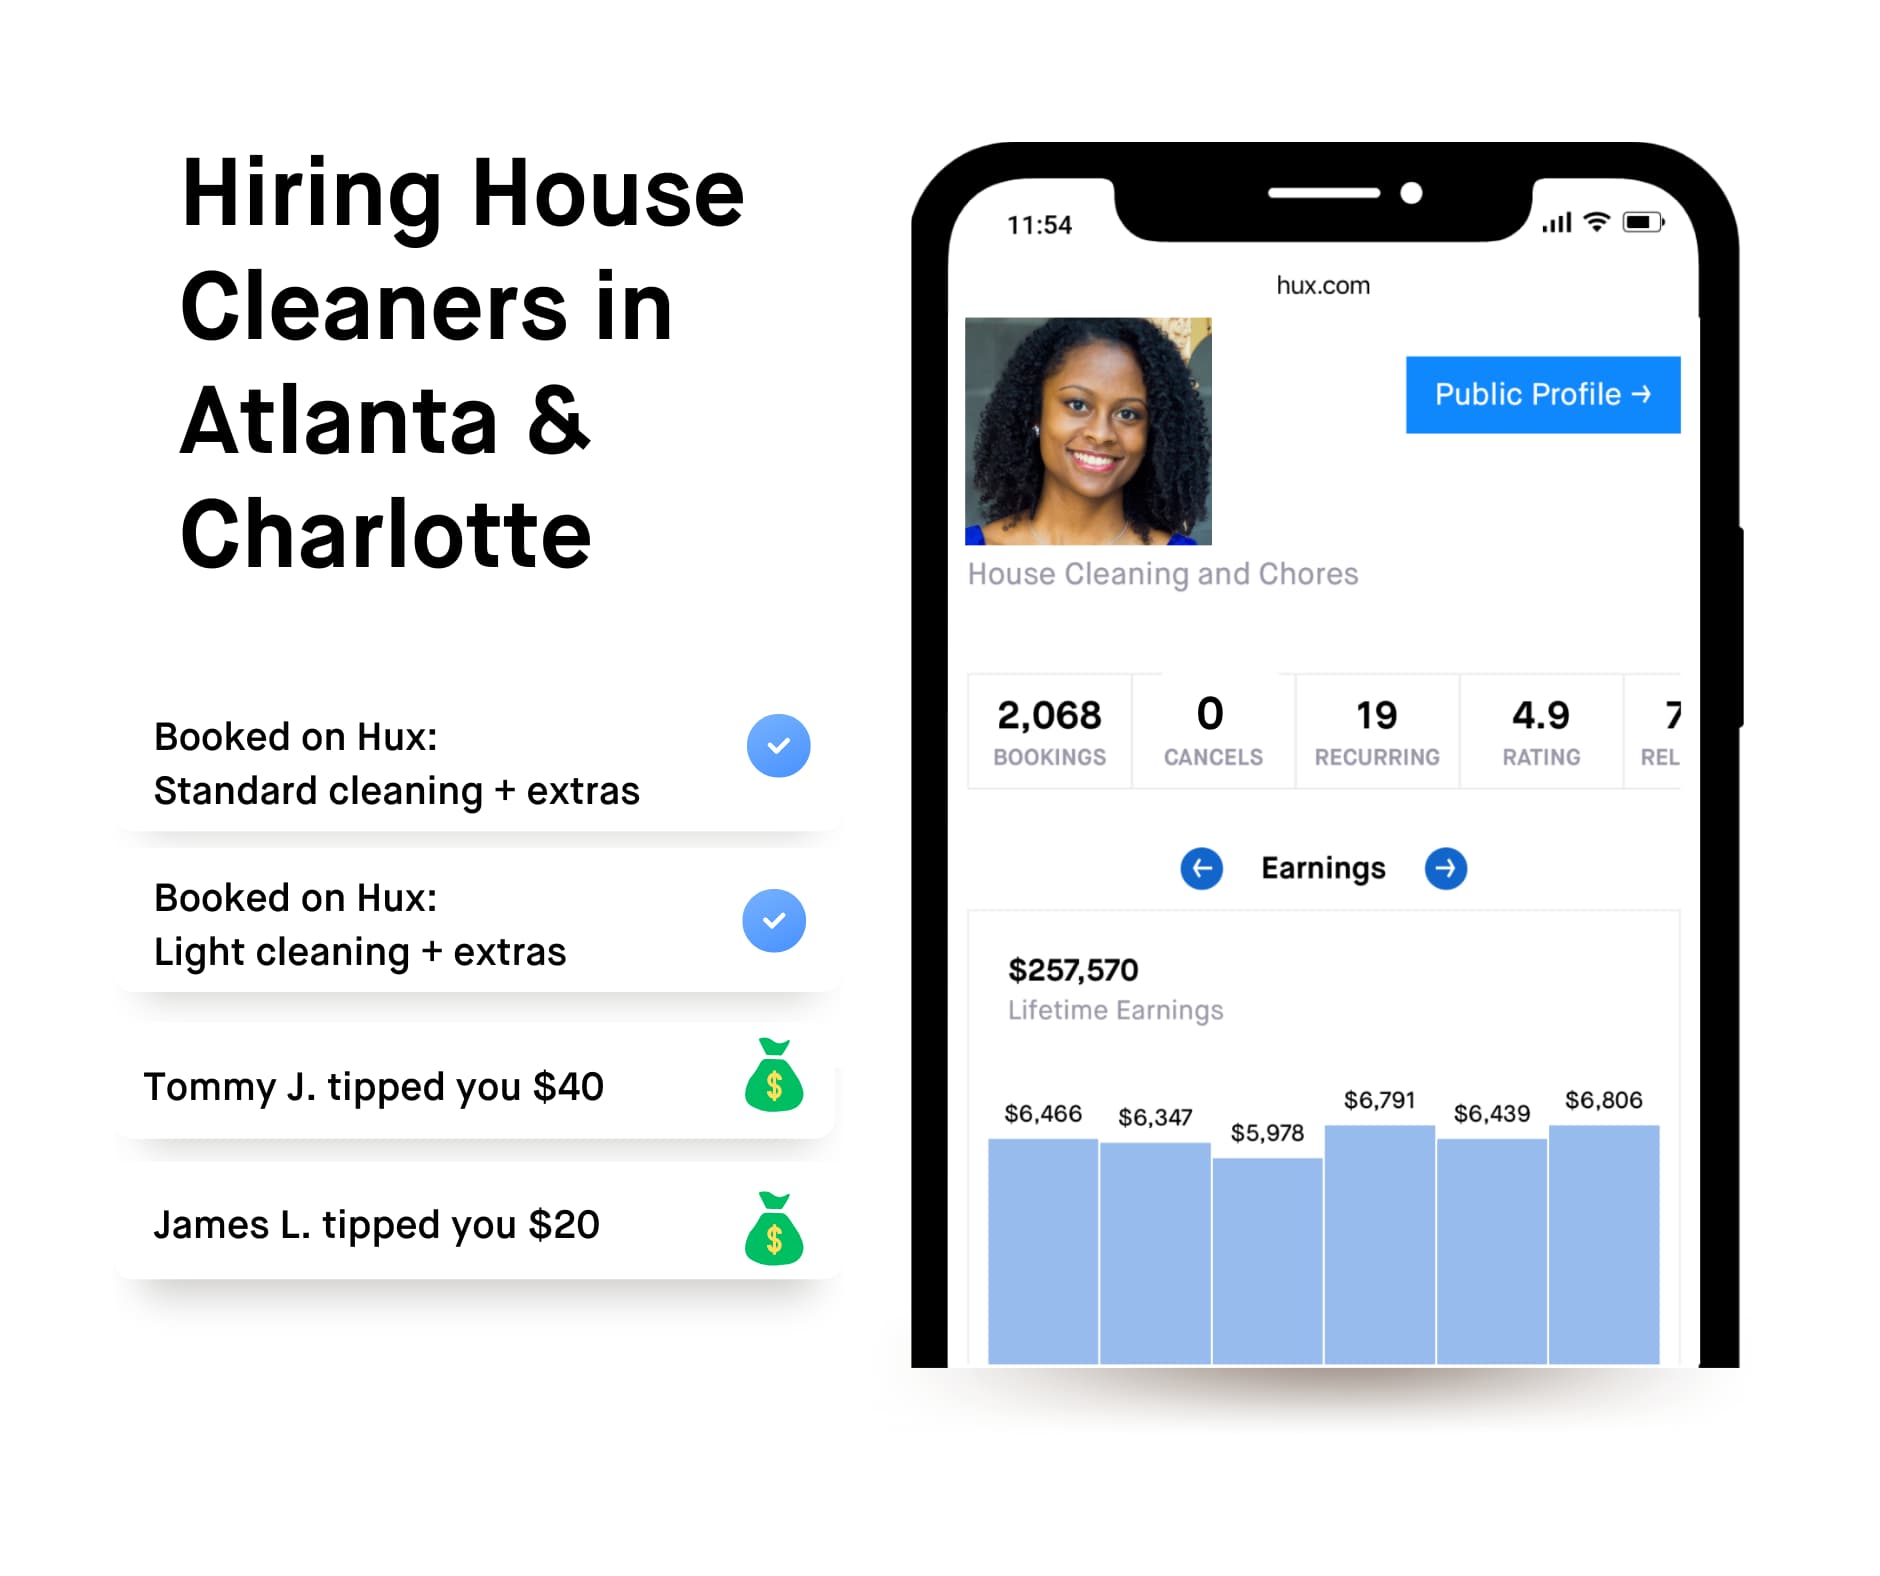 Hiring House
Cleaners in
Atlanta &
Charlotte
Booked on Hux:
Standard cleaning + extras
Booked on Hux:
Light cleaning + extras
Tommy J. tipped you $40
$
James L. tipped you $20
$
11:54
hux.com
Public Profile →
House Cleaning and Chores
2,068 0 19 4.9 7
BOOKINGS CANCELS RECURRING RATING REL
← Earnings →
$257,570
Lifetime Earnings
$6,466 $6,347 $5,978 $6,791 $6,439 $6,806